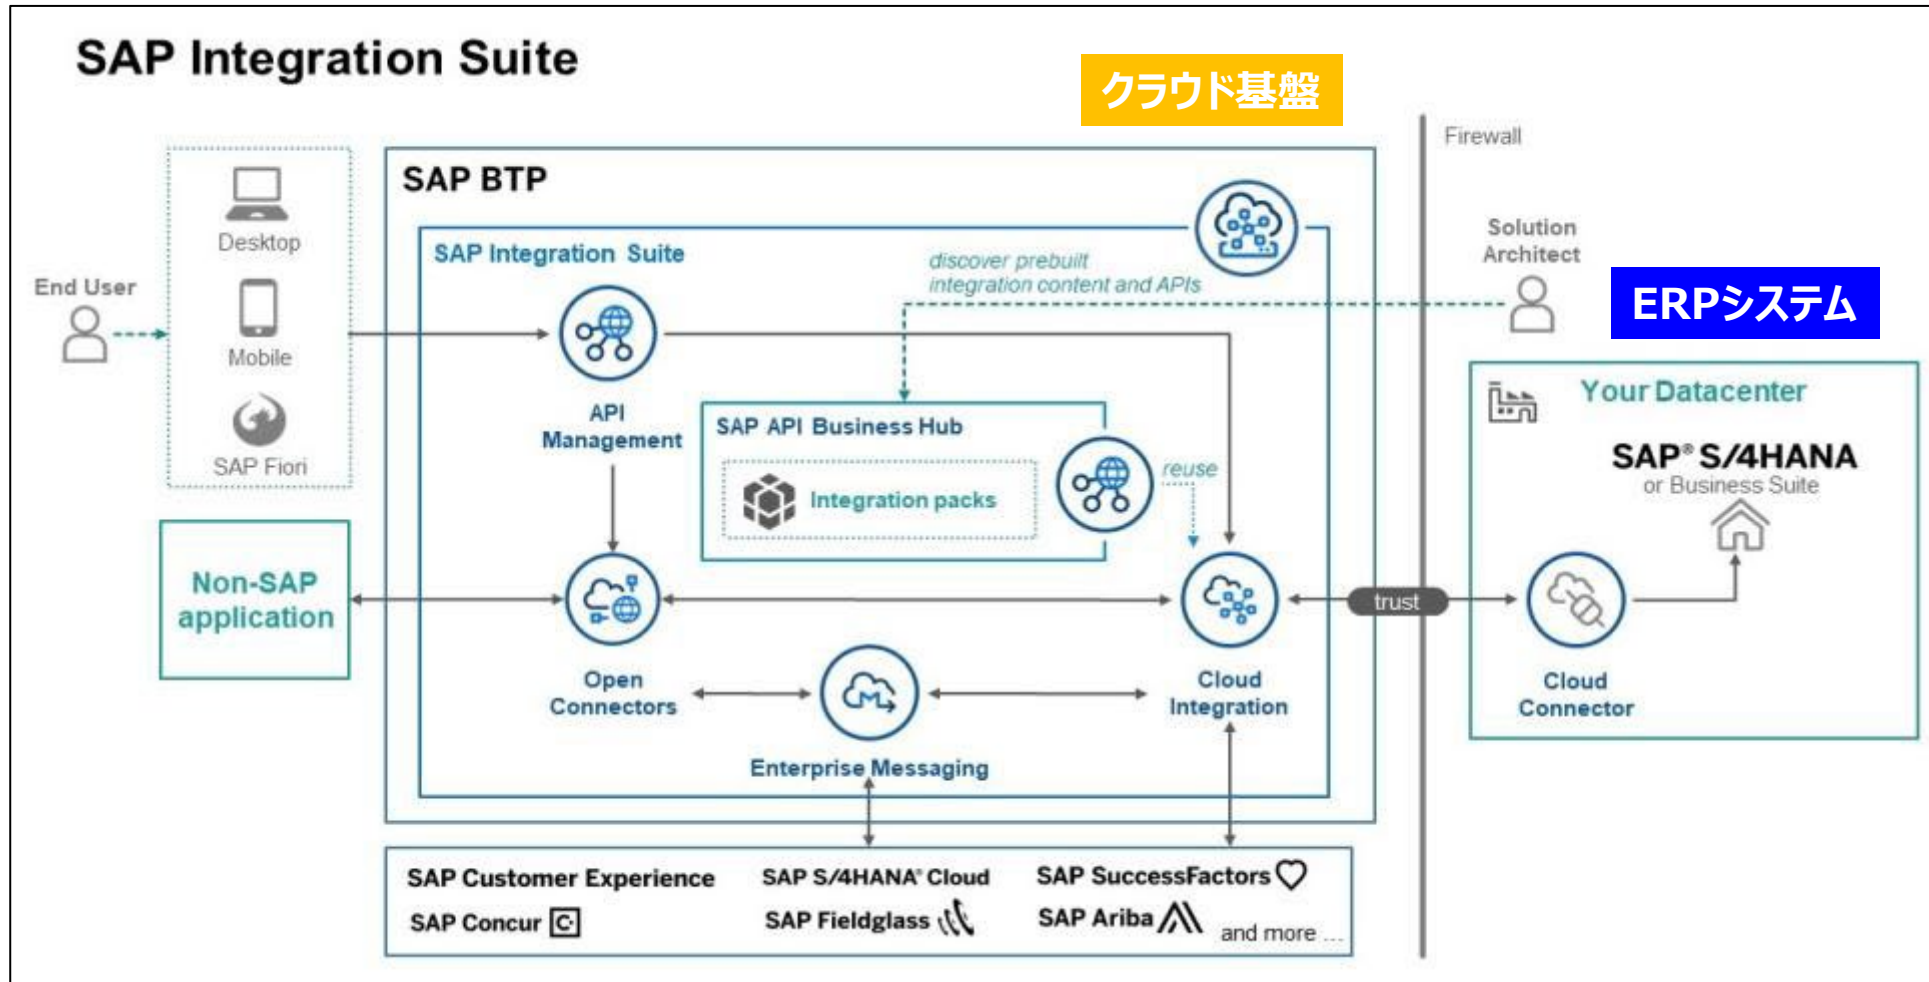 SAP Integration Suite
クラウド基盤
Firewall
SAP BTP
Desktop
Mobile
SAP Fiori
End User
SAP Integration Suite
discover prebuilt
integration content and APIs
Solution
Architect
ERPシステム
API
Management
SAP API Business Hub
Integration packs
reuse
Your Datacenter
SAP® S/4HANA
or Business Suite
Non-SAP
application
trust
Open
Connectors
Cloud
Integration
Cloud
Connector
Enterprise Messaging
SAP Customer Experience
SAP S/4HANA® Cloud
SAP SuccessFactors
SAP Concur C
SAP Fieldglass
SAP Ariba
and more ...